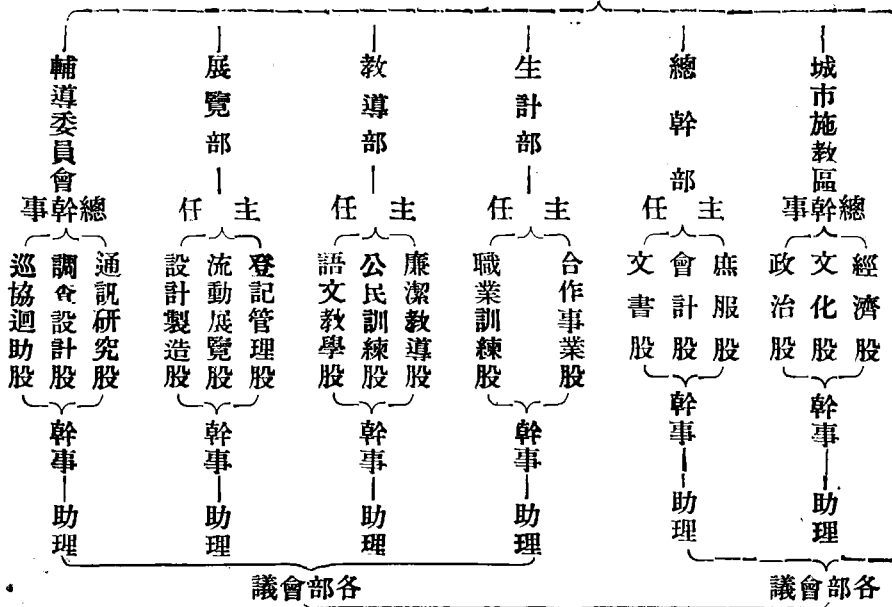 城市施教區
總幹事
經濟股
文化股
政治股
幹事
助理
總幹部
主任
庶服股
會計股
文書股
幹事
助理
各部會議
生計部
主任
合作事業股
職業訓練股
幹事
助理
教導部
主任
廉潔教導股
公民訓練股
語文教學股
幹事
助理
展覽部
主任
登記管理股
流動展覽股
設計製造股
幹事
助理
輔導委員會
總幹事
通訊研究股
調查設計股
巡協迴助股
幹事
助理
各部會議